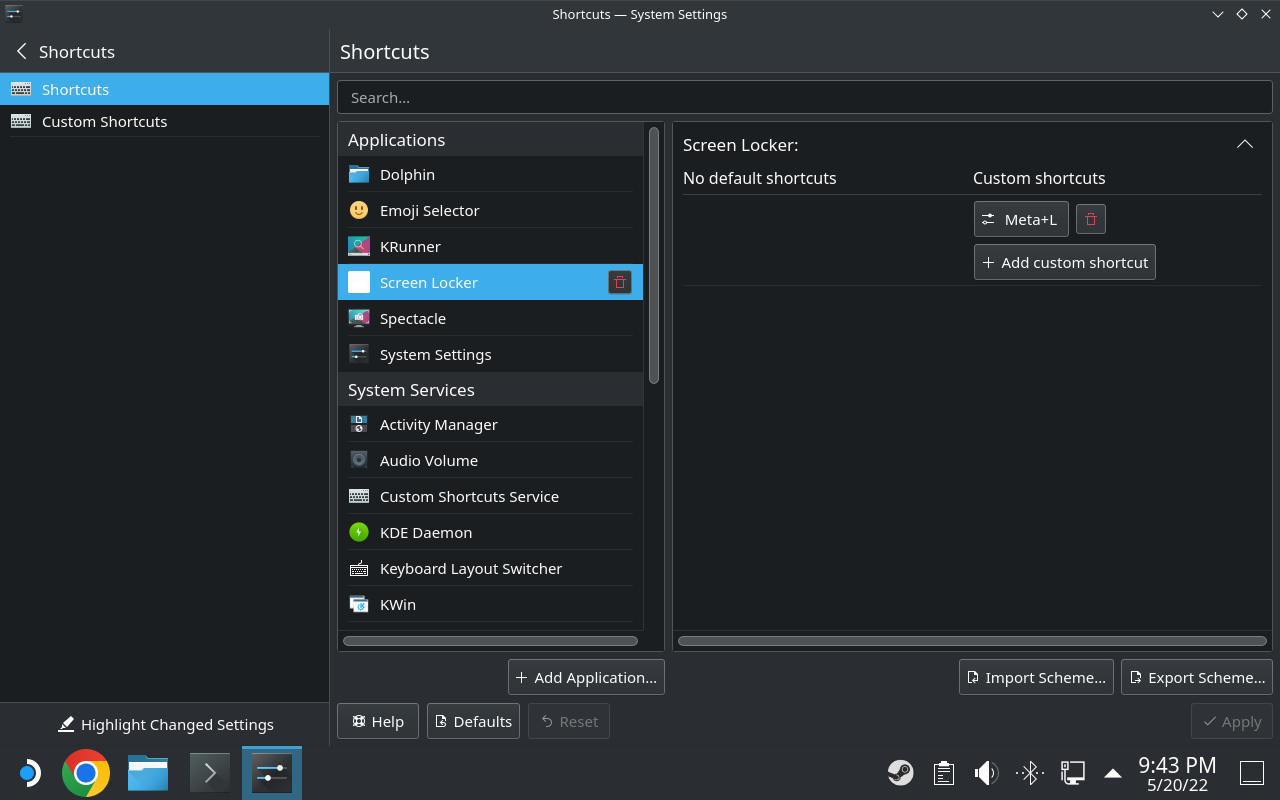 Shortcuts — System Settings
Shortcuts
Shortcuts
Custom Shortcuts
Highlight Changed Settings
Shortcuts
Search...
Applications
Dolphin
Emoji Selector
KRunner
Screen Locker
Spectacle
System Settings
System Services
Activity Manager
Audio Volume
Custom Shortcuts Service
KDE Daemon
Keyboard Layout Switcher
KWin
Add Application...
Screen Locker:
No default shortcuts Custom shortcuts
Meta+L
Add custom shortcut
Import Scheme... Export Scheme...
Help Defaults Reset Apply
9:43 PM
5/20/22